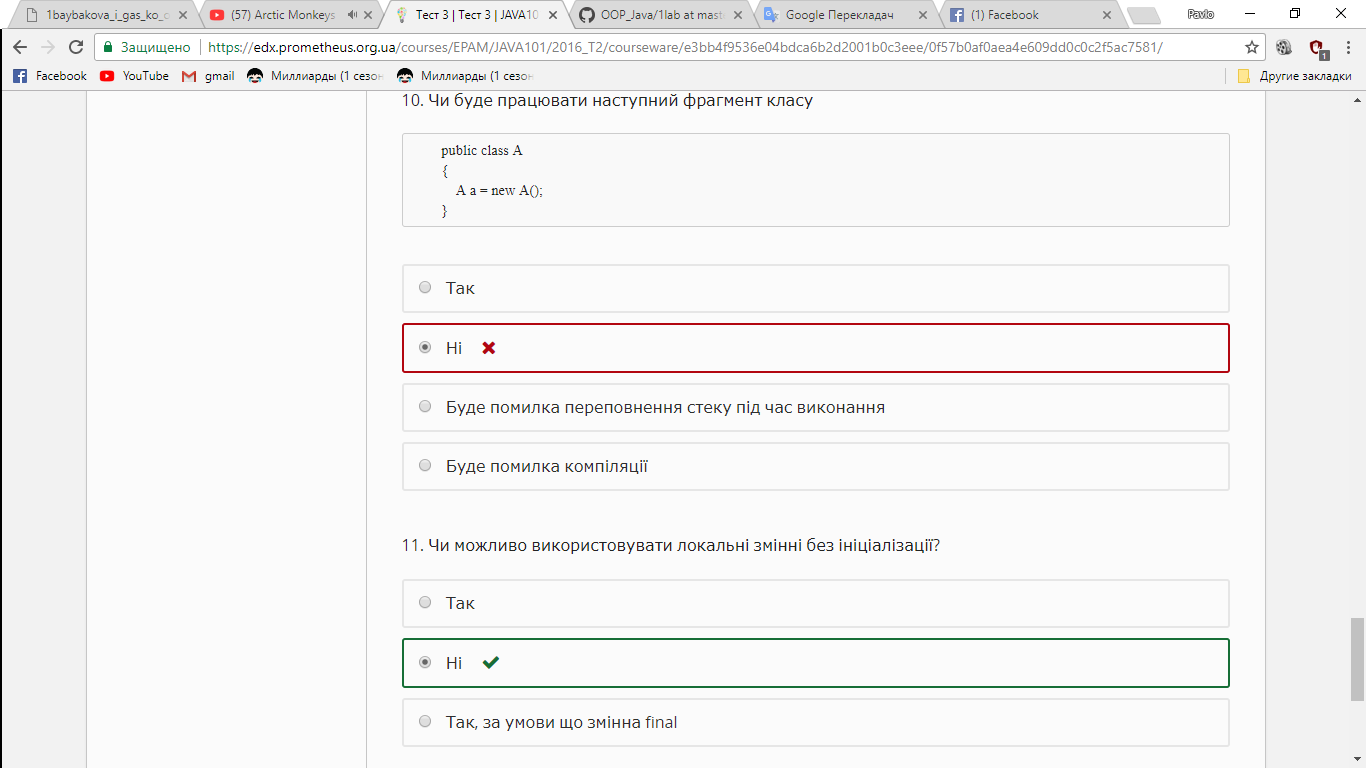 1baybakova_i_gas_ko_o
(57) Arctic Monkeys
Тест 3 | Тест 3 | JAVA10
OOP_Java/1lab at mast
Google Перекладач
(1) Facebook
Pavlo
Защищено
https://edx.prometheus.org.ua/courses/EPAM/JAVA101/2016_T2/courseware/e3bb4f9536e04bdca6b2d2001b0c3eee/0f57b0af0aea4e609dd0c0c2f5ac7581/
1
Facebook
YouTube
gmail
Миллиарды (1 сезон
Миллиарды (1 сезон
Другие закладки
10. Чи буде працювати наступний фрагмент класу
public class A
{
A a = new A();
}
Так
Ні
Буде помилка переповнення стеку під час виконання
Буде помилка компіляції
11. Чи можливо використовувати локальні змінні без ініціалізації?
Так
Ні
Так, за умови що змінна final